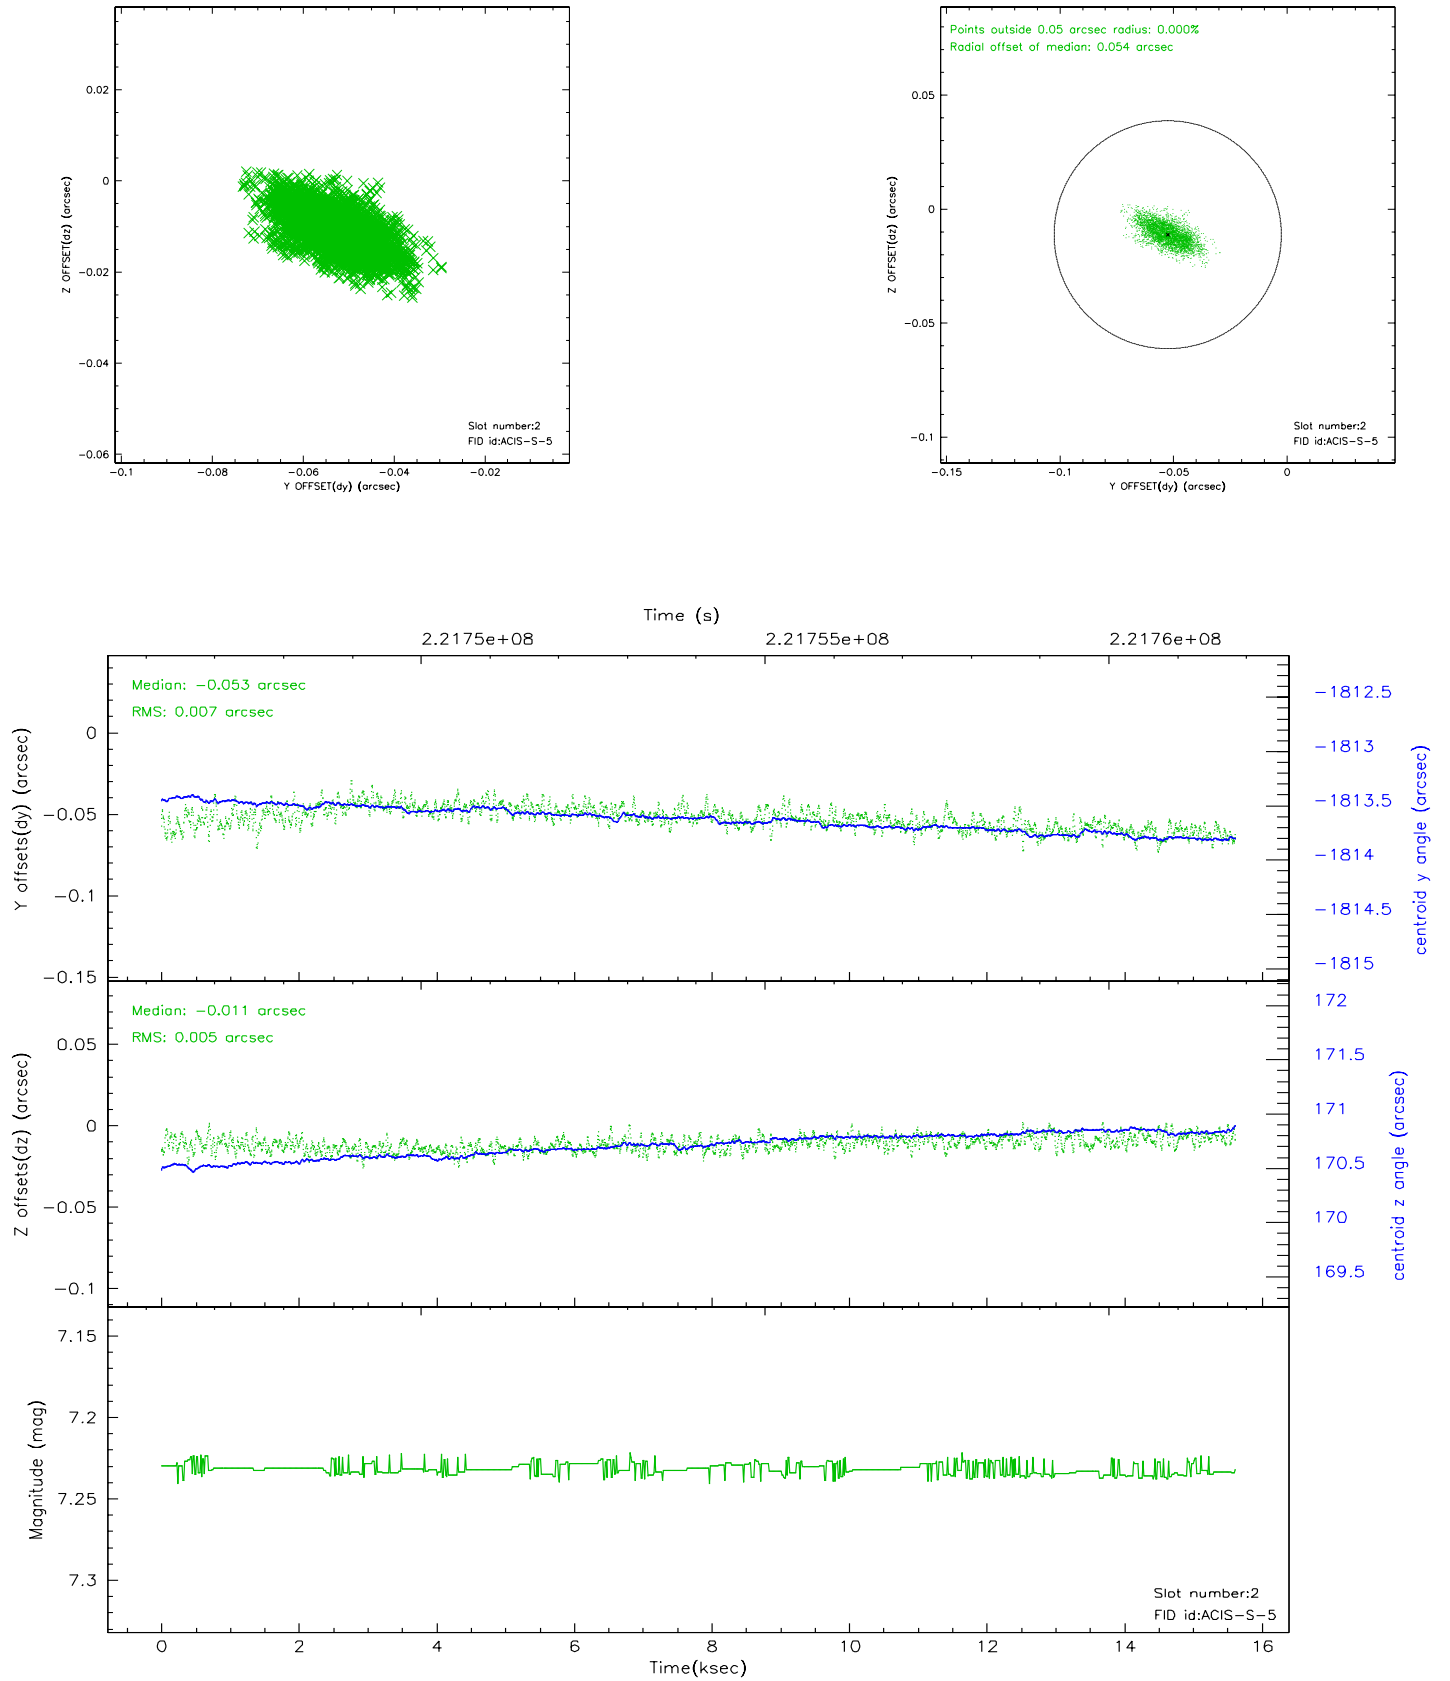 0.02
0
−0.02
−0.04
−0.06
Z OFFSET(dz) (arcsec)
Slot number:2
FID id:ACIS−S−5
−0.1
−0.08
−0.06
−0.04
−0.02
Y OFFSET(dy) (arcsec)
Points outside 0.05 arcsec radius: 0.000%
Radial offset of median: 0.054 arcsec
0.05
0
−0.05
−0.1
Z OFFSET(dz) (arcsec)
Slot number:2
FID id:ACIS−S−5
−0.15
−0.1
−0.05
0
Y OFFSET(dy) (arcsec)
Time (s)
2.2175e+08
2.21755e+08
2.2176e+08
Median: −0.053 arcsec
RMS: 0.007 arcsec
0
−0.05
−0.1
−0.15
Y offsets(dy) (arcsec)
−1812.5
−1813
−1813.5
−1814
−1814.5
−1815
centroid y angle (arcsec)
Median: −0.011 arcsec
RMS: 0.005 arcsec
0.05
0
−0.05
−0.1
Z offsets(dz) (arcsec)
172
171.5
171
170.5
170
169.5
centroid z angle (arcsec)
7.15
7.2
7.25
7.3
Magnitude (mag)
Slot number:2
FID id:ACIS−S−5
0
2
4
6
8
10
12
14
16
Time(ksec)